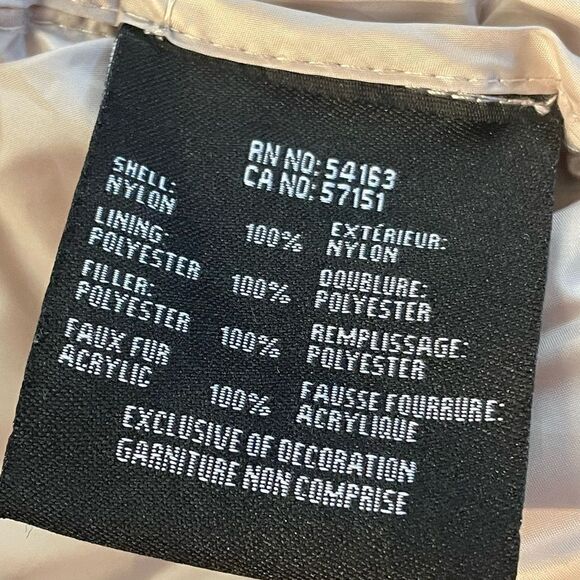 RN NO: 54163
CA NO: 57151
SHELL: EXTÉRIEUR:
NYLON 100% NYLON
LINING: DOUBLURE:
POLYESTER 100% POLYESTER
FILLER: REMPLISSAGE:
POLYESTER 100% POLYESTER
FAUX FUR FAUSSE FOURRURE:
ACRYLIC 100% ACRYLIQUE
EXCLUSIVE OF DECORATION
GARNITURE NON COMPRISE